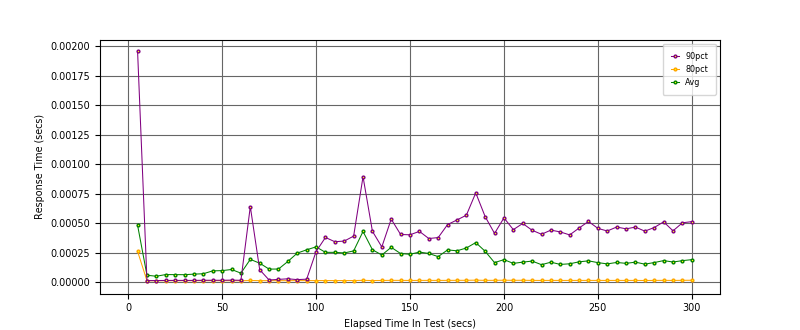 0.00200
0.00175
0.00150
0.00125
0.00100
0.00075
0.00050
0.00025
0.00000
Response Time (secs)
90pct
80pct
Avg
0 50 100 150 200 250 300
Elapsed Time In Test (secs)